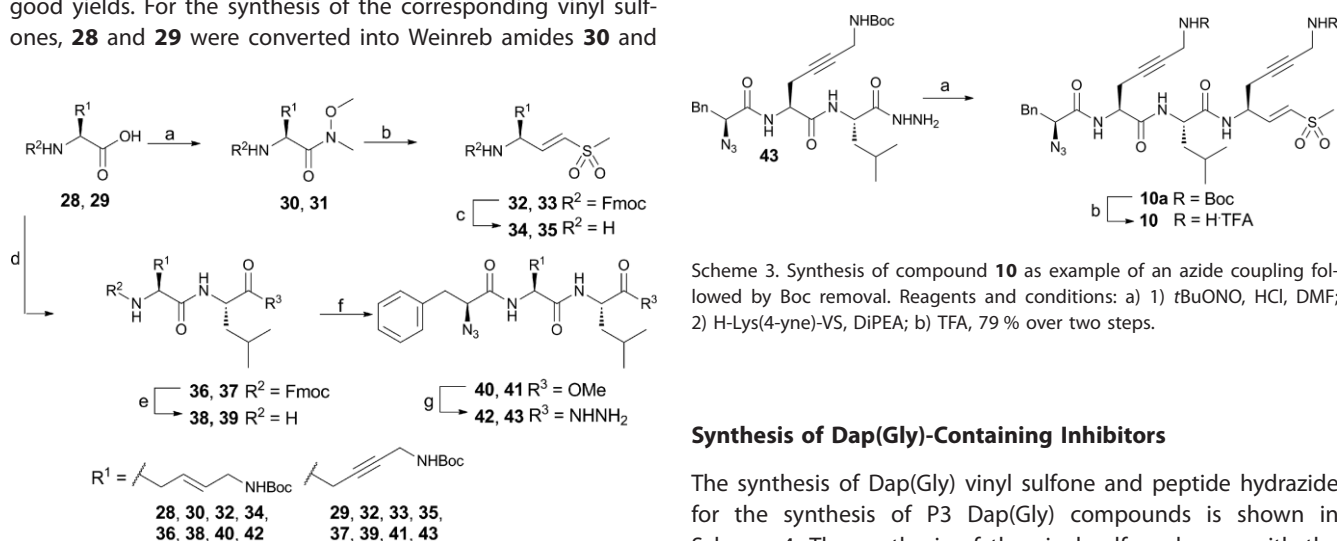 good yields. For the synthesis of the corresponding vinyl sulf-
ones, 28 and 29 were converted into Weinreb amides 30 and
R1
R2HN
OH
O
28, 29
a
R1
R2HN
O
N
O
30, 31
b
R1
R2HN
S
O O
32, 33 R2 = Fmoc
c
34, 35 R2 = H
d
R1
R2
N
H
O
H
N
O
R3
36, 37 R2 = Fmoc
e
38, 39 R2 = H
f
O
N3
N
H
R1
O
H
N
O
R3
40, 41 R3 = OMe
g
42, 43 R3 = NHNH2
R1 =
NHBoc
28, 30, 32, 34,
36, 38, 40, 42
NHBoc
29, 32, 33, 35,
37, 39, 41, 43
NHBoc
Bn
N3
O
N
H
O
H
N
O
NHNH2
43
a
NHR
NHR
Bn
N3
O
N
H
O
H
N
O
N
H
S
O O
10a R = Boc
b
10 R = H·TFA
Scheme 3. Synthesis of compound 10 as example of an azide coupling fol-
lowed by Boc removal. Reagents and conditions: a) 1) tBuONO, HCl, DMF;
2) H-Lys(4-yne)-VS, DiPEA; b) TFA, 79 % over two steps.
Synthesis of Dap(Gly)-Containing Inhibitors
The synthesis of Dap(Gly) vinyl sulfone and peptide hydrazide
for the synthesis of P3 Dap(Gly) compounds is shown in